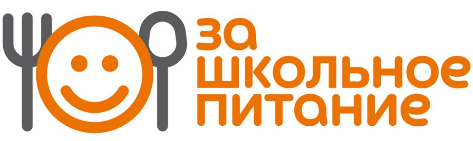 за
школьное
питание